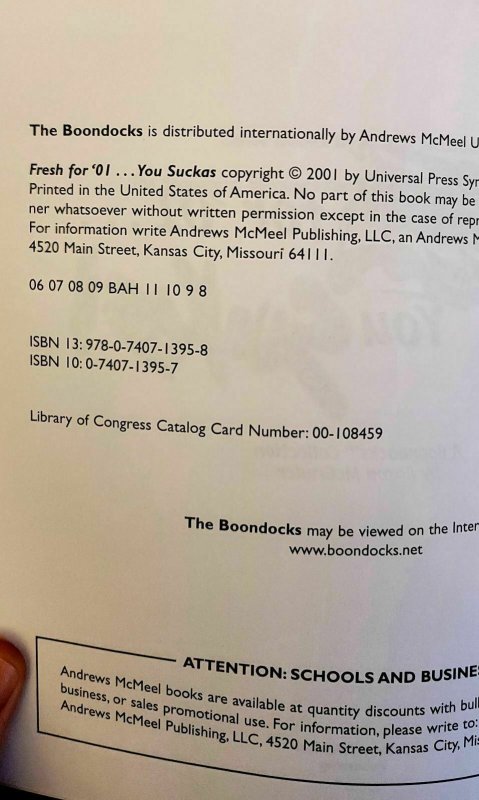 The Boondocks is distributed internationally by Andrews McMeel U
Fresh for '01 ... You Suckas copyright © 2001 by Universal Press Syn
Printed in the United States of America. No part of this book may be
ner whatsoever without written permission except in the case of repr
For information write Andrews McMeel Publishing, LLC, an Andrews M
4520 Main Street, Kansas City, Missouri 64111.
06 07 08 09 BAH 11 10 9 8
ISBN 13: 978-0-7407-1395-8
ISBN 10: 0-7407-1395-7
Library of Congress Catalog Card Number: 00-108459
The Boondocks may be viewed on the Inter
www.boondocks.net
ATTENTION: SCHOOLS AND BUSINE
Andrews McMeel books are available at quantity discounts with bul
business, or sales promotional use. For information, please write to:
Andrews McMeel Publishing, LLC, 4520 Main Street, Kansas City, Mis